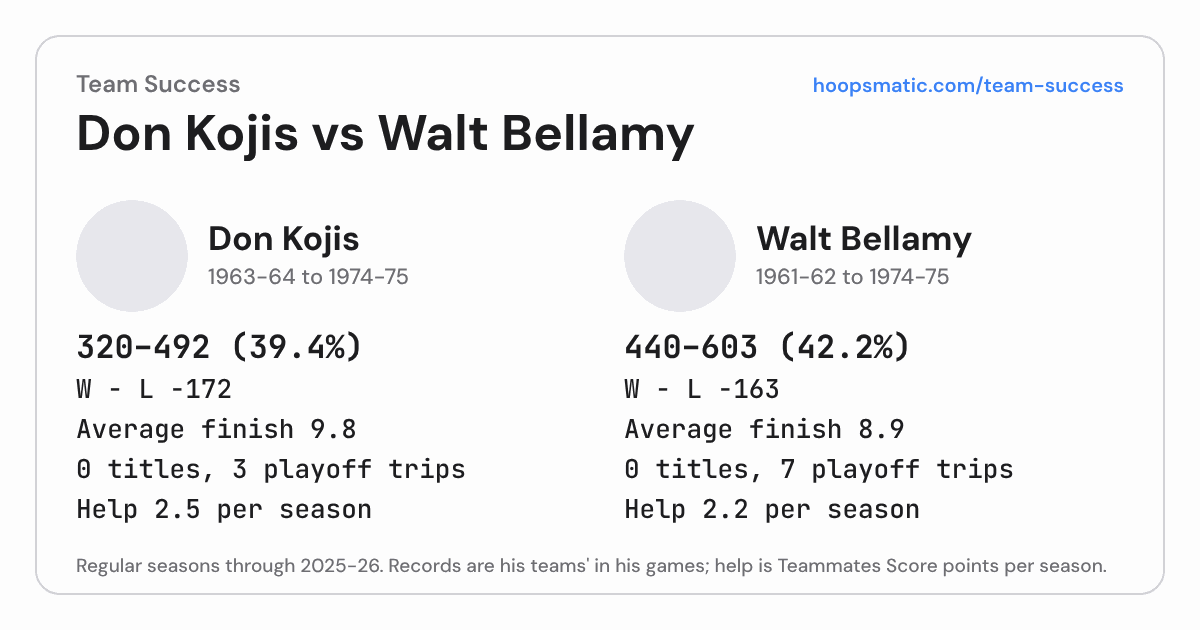 Team Success
hoopsmatic.com/team-success
Don Kojis vs Walt Bellamy
Don Kojis
1963-64 to 1974-75
320-492 (39.4%)
W - L -172
Average finish 9.8
0 titles, 3 playoff trips
Help 2.5 per season
Walt Bellamy
1961-62 to 1974-75
440-603 (42.2%)
W - L -163
Average finish 8.9
0 titles, 7 playoff trips
Help 2.2 per season
Regular seasons through 2025-26. Records are his teams' in his games; help is Teammates Score points per season.